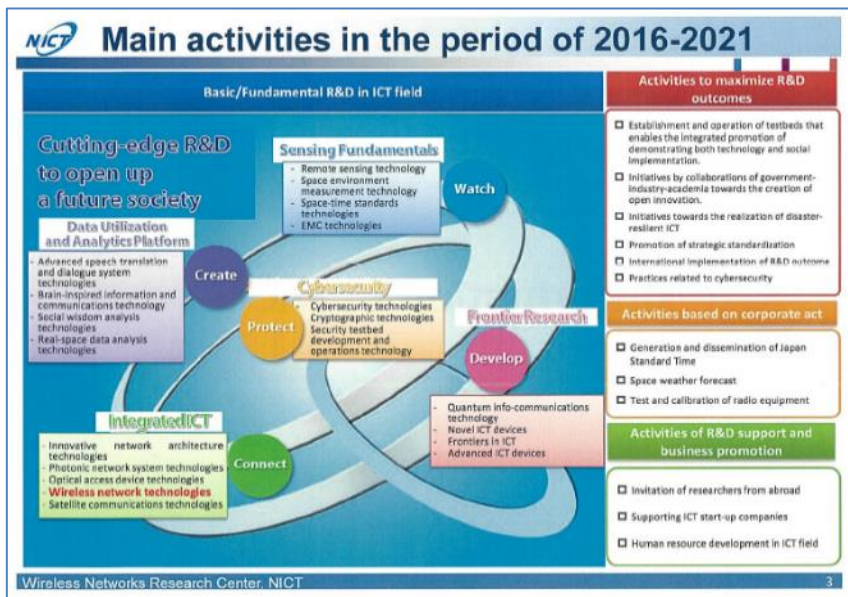 NICT
Main activities in the period of 2016-2021
Basic/Fundamental R&D in ICT field
Cutting-edge R&D
to open up
a future society
Sensing Fundamentals
- Remote sensing technology
- Space environment
measurement technology
- Space-time standards
technologies
- EMC technologies
Watch
Data Utilization
and Analytics Platform
- Advanced speech translation
and dialogue system
technologies
- Brain-inspired information and
communications technology
- Social wisdom analysis
technologies
- Real-space data analysis
technologies
Create
Cybersecurity
- Cybersecurity technologies
- Cryptographic technologies
- Security testbed
development and
operations technology
Protect
Frontier Research
Develop
- Quantum info-communications
technology
- Novel ICT devices
- Frontiers in ICT
- Advanced ICT devices
Integrated ICT
- Innovative network architecture
technologies
- Photonic network system technologies
- Optical access device technologies
- Wireless network technologies
- Satellite communications technologies
Connect
Activities to maximize R&D
outcomes
Establishment and operation of testbeds that
enables the integrated promotion of
demonstrating both technology and social
implementation.
Initiatives by collaborations of government-
industry-academia towards the creation of
open innovation.
Initiatives towards the realization of disaster-
resilient ICT
Promotion of strategic standardization
International implementation of R&D outcome
Practices related to cybersecurity
Activities based on corporate act
Generation and dissemination of Japan
Standard Time
Space weather forecast
Test and calibration of radio equipment
Activities of R&D support and
business promotion
Invitation of researchers from abroad
Supporting ICT start-up companies
Human resource development in ICT field
Wireless Networks Research Center, NICT
3